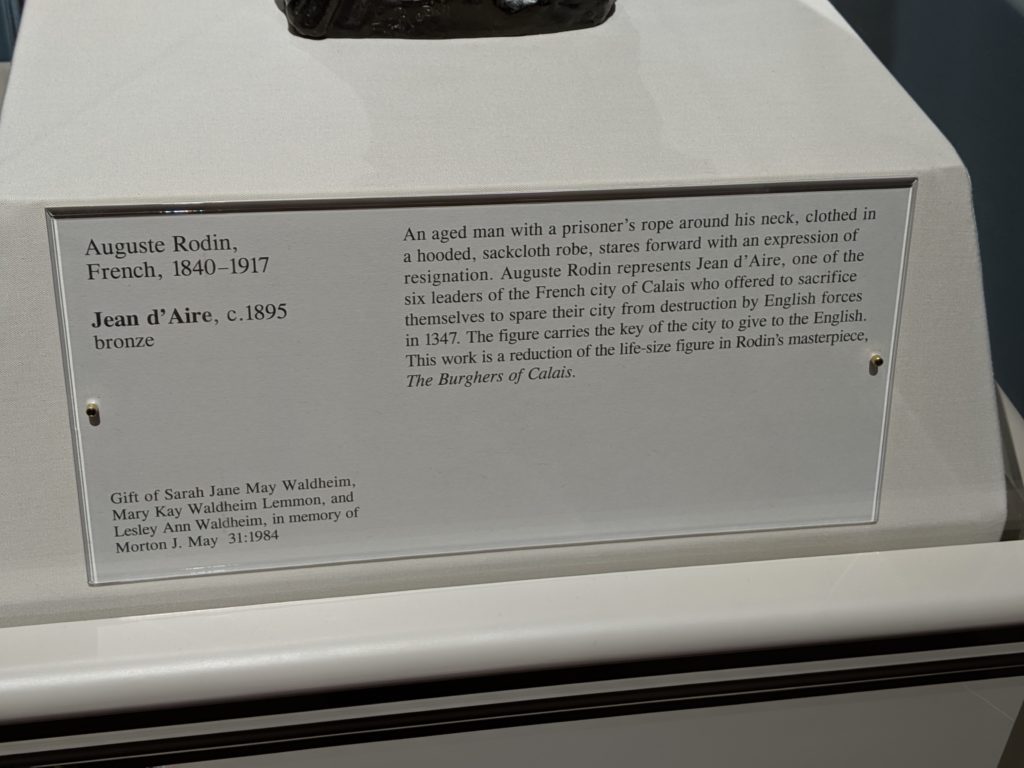 Auguste Rodin,
French, 1840–1917
Jean d'Aire, c.1895
bronze
Gift of Sarah Jane May Waldheim,
Mary Kay Waldheim Lemmon, and
Lesley Ann Waldheim, in memory of
Morton J. May 31:1984
An aged man with a prisoner's rope around his neck, clothed in
a hooded, sackcloth robe, stares forward with an expression of
resignation. Auguste Rodin represents Jean d'Aire, one of the
six leaders of the French city of Calais who offered to sacrifice
themselves to spare their city from destruction by English forces
in 1347. The figure carries the key of the city to give to the English.
This work is a reduction of the life-size figure in Rodin's masterpiece,
The Burghers of Calais.